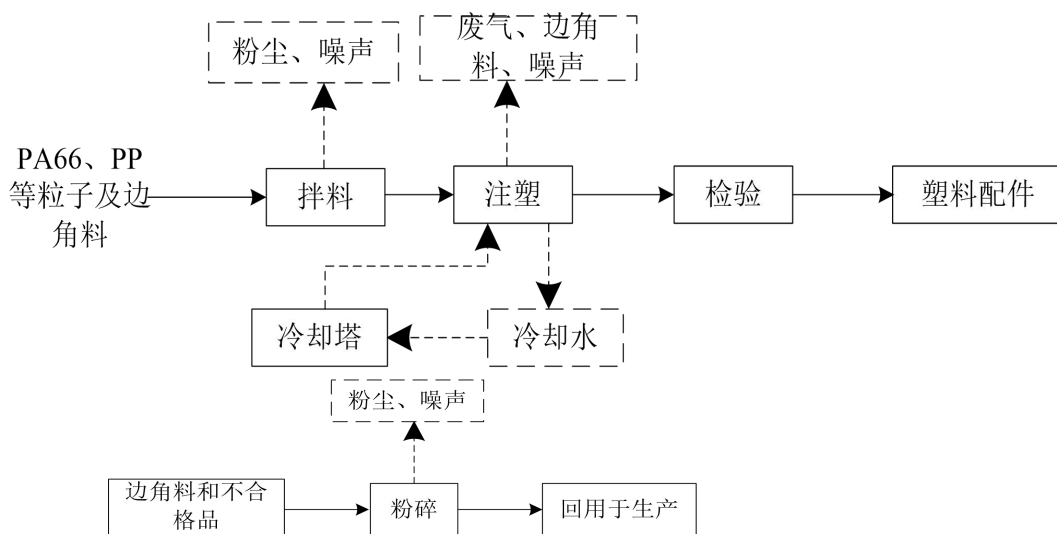 粉尘、噪声
废气、边角
料、噪声
PA66、PP
等粒子及边
角料
拌料
注塑
检验
塑料配件
冷却塔
冷却水
粉尘、噪声
边角料和不合
格品
粉碎
回用于生产